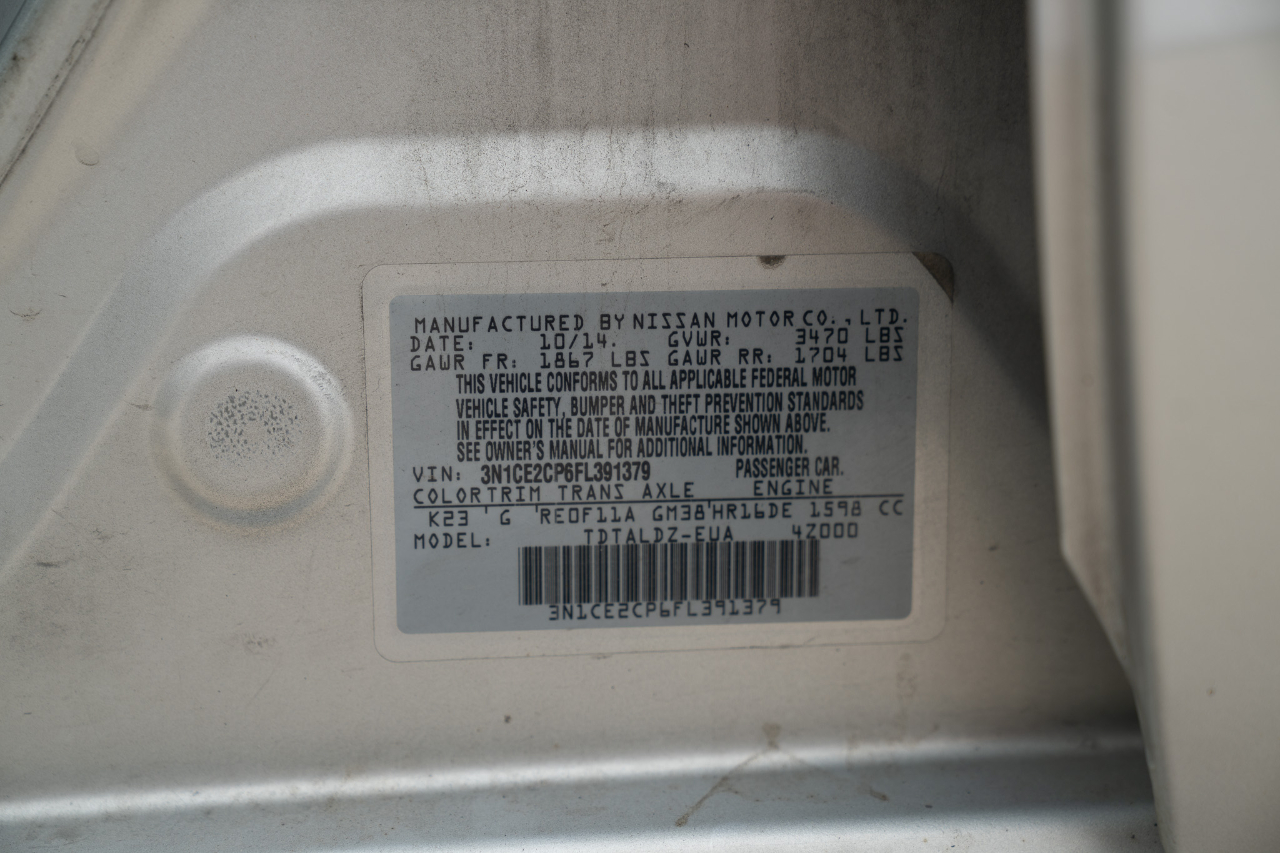 MANUFACTURED BY NISSAN MOTOR CO., LTD.
DATE: 10/14. GVWR: 3470 LBS
GAWR FR: 1867 LBS GAWR RR: 1704 LBS
THIS VEHICLE CONFORMS TO ALL APPLICABLE FEDERAL MOTOR
VEHICLE SAFETY, BUMPER AND THEFT PREVENTION STANDARDS
IN EFFECT ON THE DATE OF MANUFACTURE SHOWN ABOVE.
SEE OWNER'S MANUAL FOR ADDITIONAL INFORMATION.
VIN: 3N1CE2CP6FL391379 PASSENGER CAR.
COLORTRIM TRANS AXLE ENGINE
K23 ' G 'RE0F11A GM38'HR16DE 1598 CC
MODEL: TDTALDZ-EUA 4Z000
3N1CE2CP6FL391379